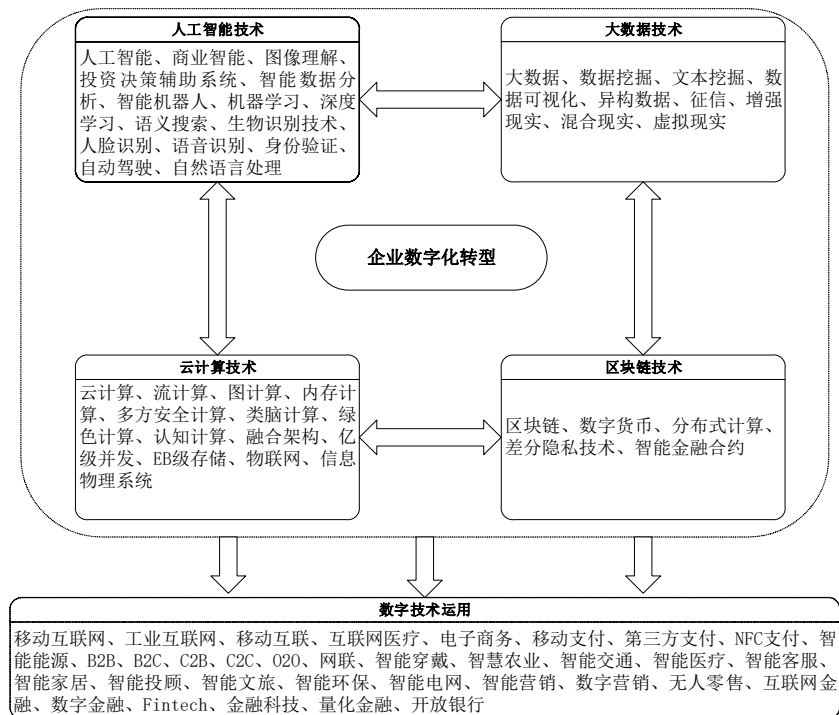 人工智能技术
人工智能、商业智能、图像理解、
投资决策辅助系统、智能数据分
析、智能机器人、机器学习、深度
学习、语义搜索、生物识别技术、
人脸识别、语音识别、身份验证、
自动驾驶、自然语言处理
大数据技术
大数据、数据挖掘、文本挖掘、数
据可视化、异构数据、征信、增强
现实、混合现实、虚拟现实
企业数字化转型
云计算技术
云计算、流计算、图计算、内存计
算、多方安全计算、类脑计算、绿
色计算、认知计算、融合架构、亿
级并发、EB级存储、物联网、信息
物理系统
区块链技术
区块链、数字货币、分布式计算、
差分隐私技术、智能金融合约
数字技术运用
移动互联网、工业互联网、移动互联、互联网医疗、电子商务、移动支付、第三方支付、NFC支付、智
能能源、B2B、B2C、C2B、C2C、O2O、网联、智能穿戴、智慧农业、智能交通、智能医疗、智能客服、
智能家居、智能投顾、智能文旅、智能环保、智能电网、智能营销、数字营销、无人零售、互联网金
融、数字金融、Fintech、金融科技、量化金融、开放银行